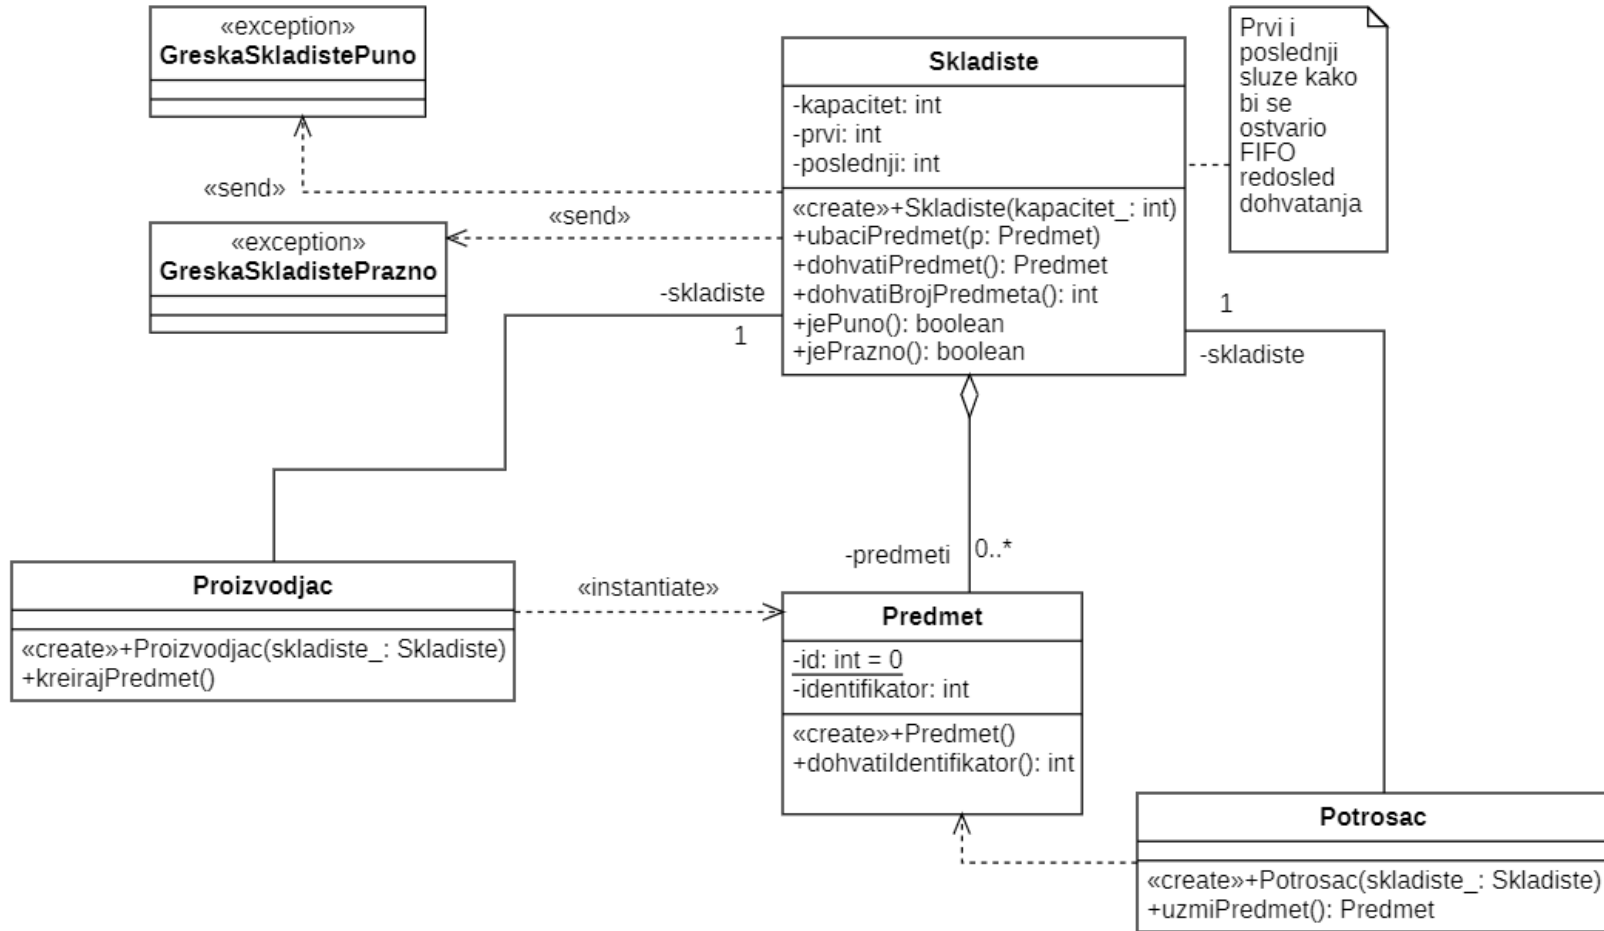 «exception»
GreskaSkladistePuno
«send»
«exception»
GreskaSkladistePrazno
«send»
Skladiste
-kapacitet: int
-prvi: int
-poslednji: int
«create»+Skladiste(kapacitet_: int)
+ubaciPredmet(p: Predmet)
+dohvatiPredmet(): Predmet
+dohvatiBrojPredmeta(): int
+jePuno(): boolean
+jePrazno(): boolean
Prvi i
poslednji
sluze kako
bi se
ostvario
FIFO
redosled
dohvatanja
-skladiste
1
1
-skladiste
-predmeti
0..*
Proizvodjac
«create»+Proizvodjac(skladiste_: Skladiste)
+kreirajPredmet()
«instantiate»
Predmet
-id: int = 0
-identifikator: int
«create»+Predmet()
+dohvatiIdentifikator(): int
Potrosac
«create»+Potrosac(skladiste_: Skladiste)
+uzmiPredmet(): Predmet